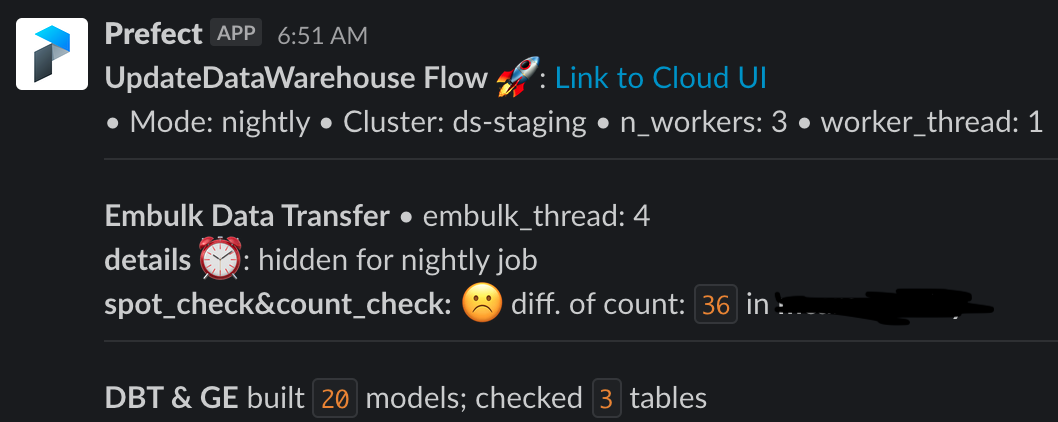 Prefect APP 6:51 AM
UpdateDataWarehouse Flow 🚀: Link to Cloud UI
• Mode: nightly • Cluster: ds-staging • n_workers: 3 • worker_thread: 1
Embulk Data Transfer • embulk_thread: 4
details ⏰: hidden for nightly job
spot_check&count_check: ☹️ diff. of count: 36 in
DBT & GE built 20 models; checked 3 tables